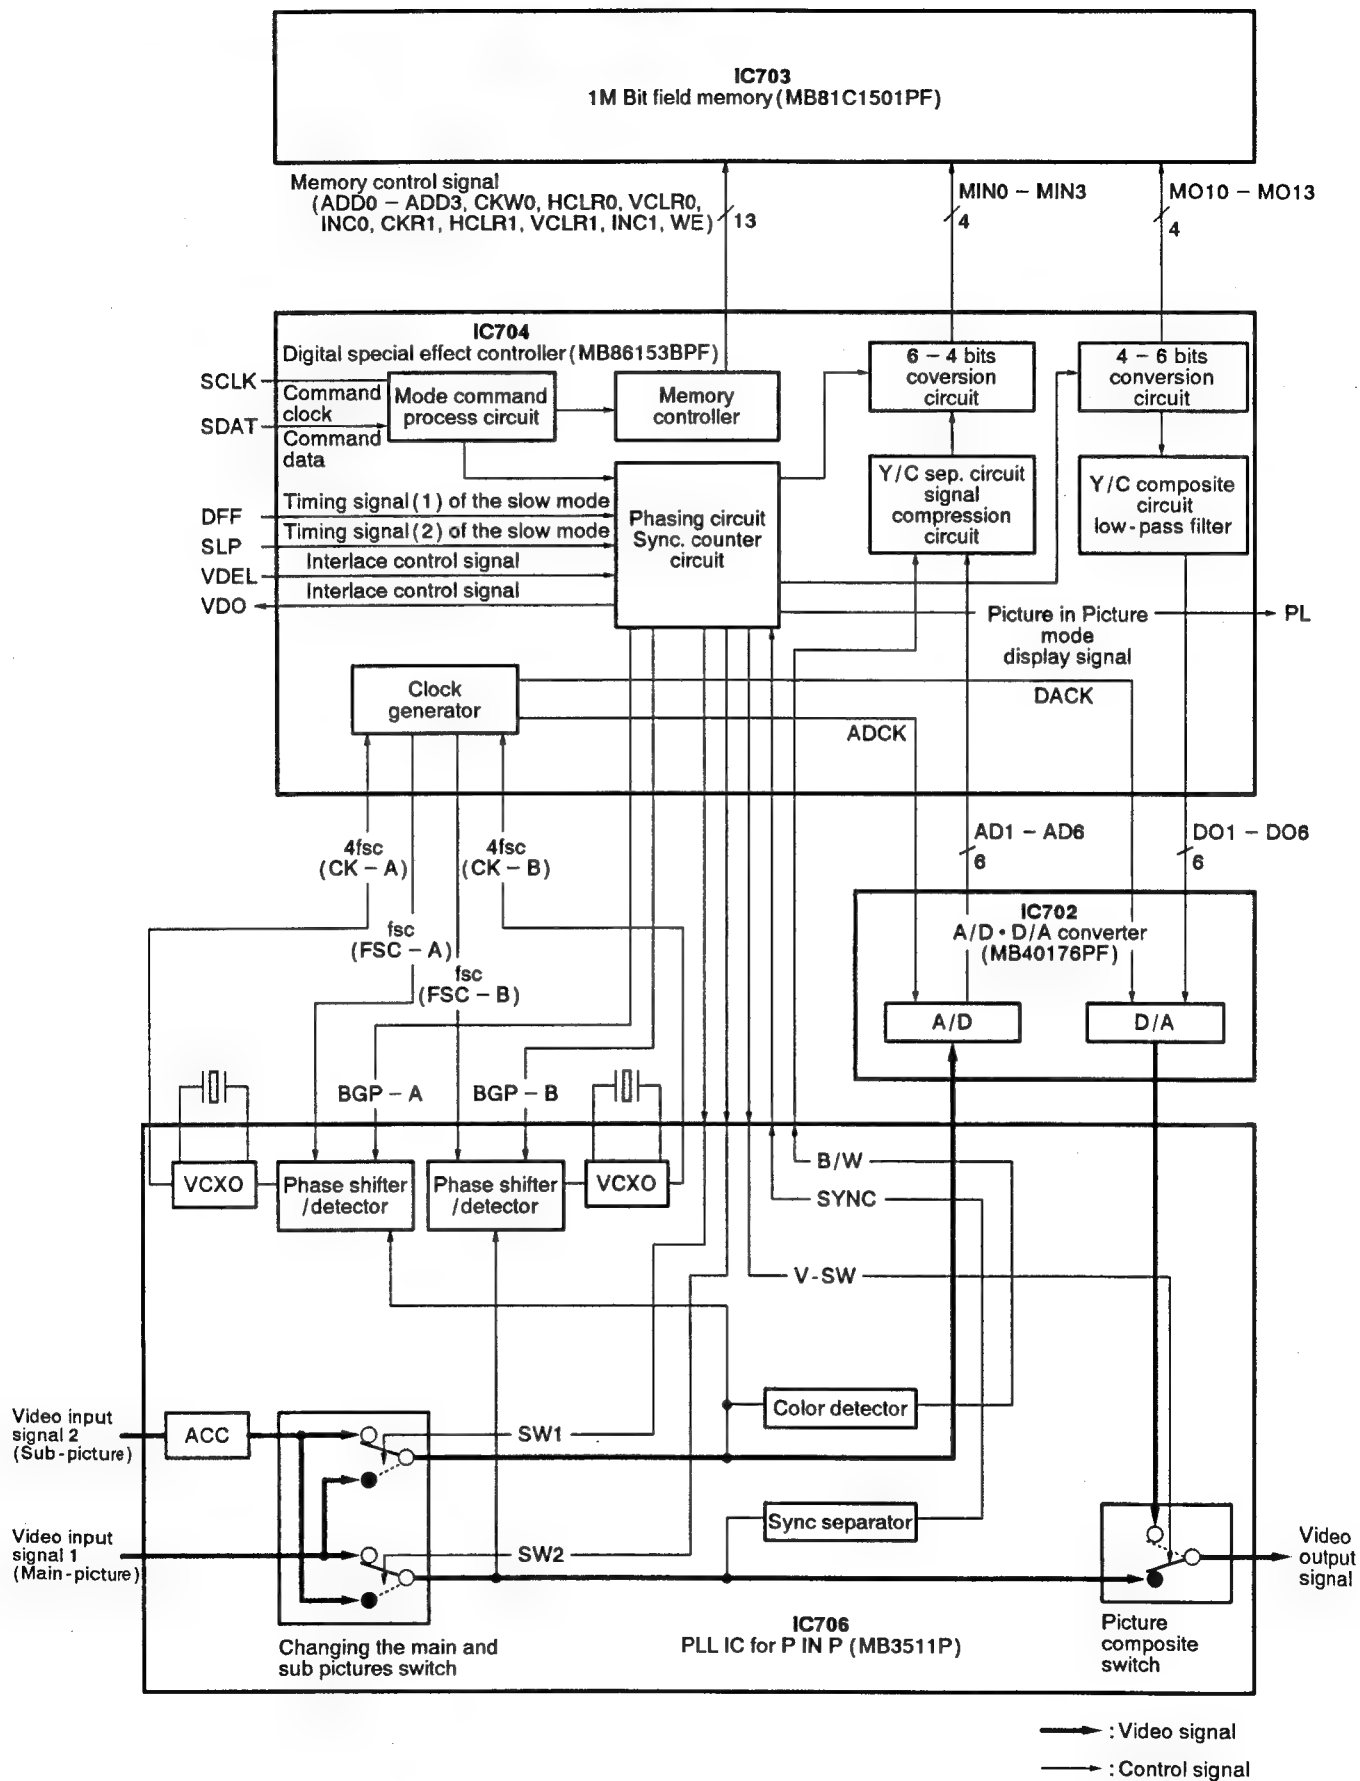 IC703
1M Bit field memory (MB81C1501PF)
Memory control signal
(ADD0 – ADD3, CKW0, HCLR0, VCLR0,
INC0, CKR1, HCLR1, VCLR1, INC1, WE)
13
MIN0 – MIN3
4
MO10 – MO13
4
IC704
Digital special effect controller (MB86153BPF)
SCLK
Command
clock
SDAT
Command
data
Mode command
process circuit
Memory
controller
6 – 4 bits
coversion
circuit
4 – 6 bits
conversion
circuit
Y/C sep. circuit
signal
compression
circuit
Y/C composite
circuit
low-pass filter
DFF
Timing signal (1) of the slow mode
SLP
Timing signal (2) of the slow mode
VDEL
Interlace control signal
VDO
Interlace control signal
Phasing circuit
Sync. counter
circuit
Picture in Picture
mode
display signal
PL
Clock
generator
DACK
ADCK
4fsc
(CK – A)
4fsc
(CK – B)
fsc
(FSC – A)
fsc
(FSC – B)
AD1 – AD6
6
DO1 – DO6
6
IC702
A/D • D/A converter
(MB40176PF)
A/D
D/A
BGP – A
BGP – B
VCXO
Phase shifter
/detector
Phase shifter
/detector
VCXO
B/W
SYNC
V-SW
Color detector
Sync separator
Video input
signal 2
(Sub-picture)
ACC
SW1
Video input
signal 1
(Main-picture)
SW2
Video
output
signal
Changing the main and
sub pictures switch
IC706
PLL IC for P IN P (MB3511P)
Picture
composite
switch
: Video signal
: Control signal